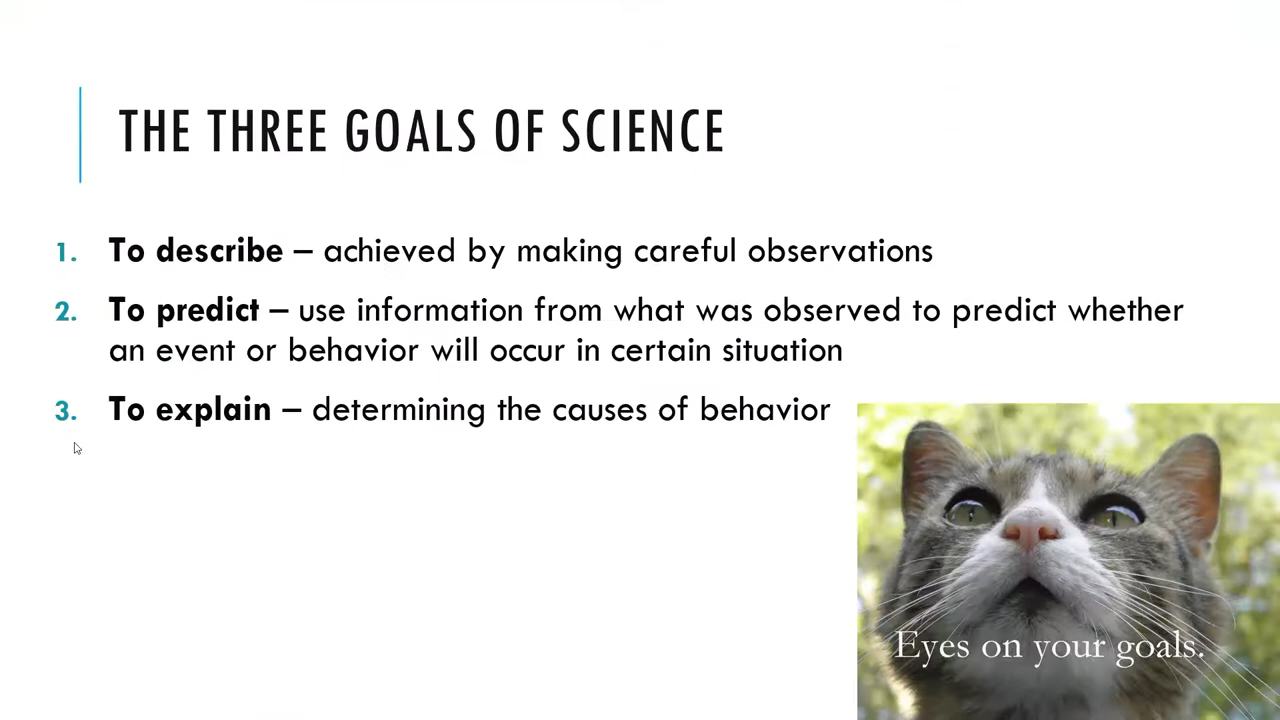 THE THREE GOALS OF SCIENCE
1. To describe – achieved by making careful observations
2. To predict – use information from what was observed to predict whether
an event or behavior will occur in certain situation
3. To explain – determining the causes of behavior
Eyes on your goals.